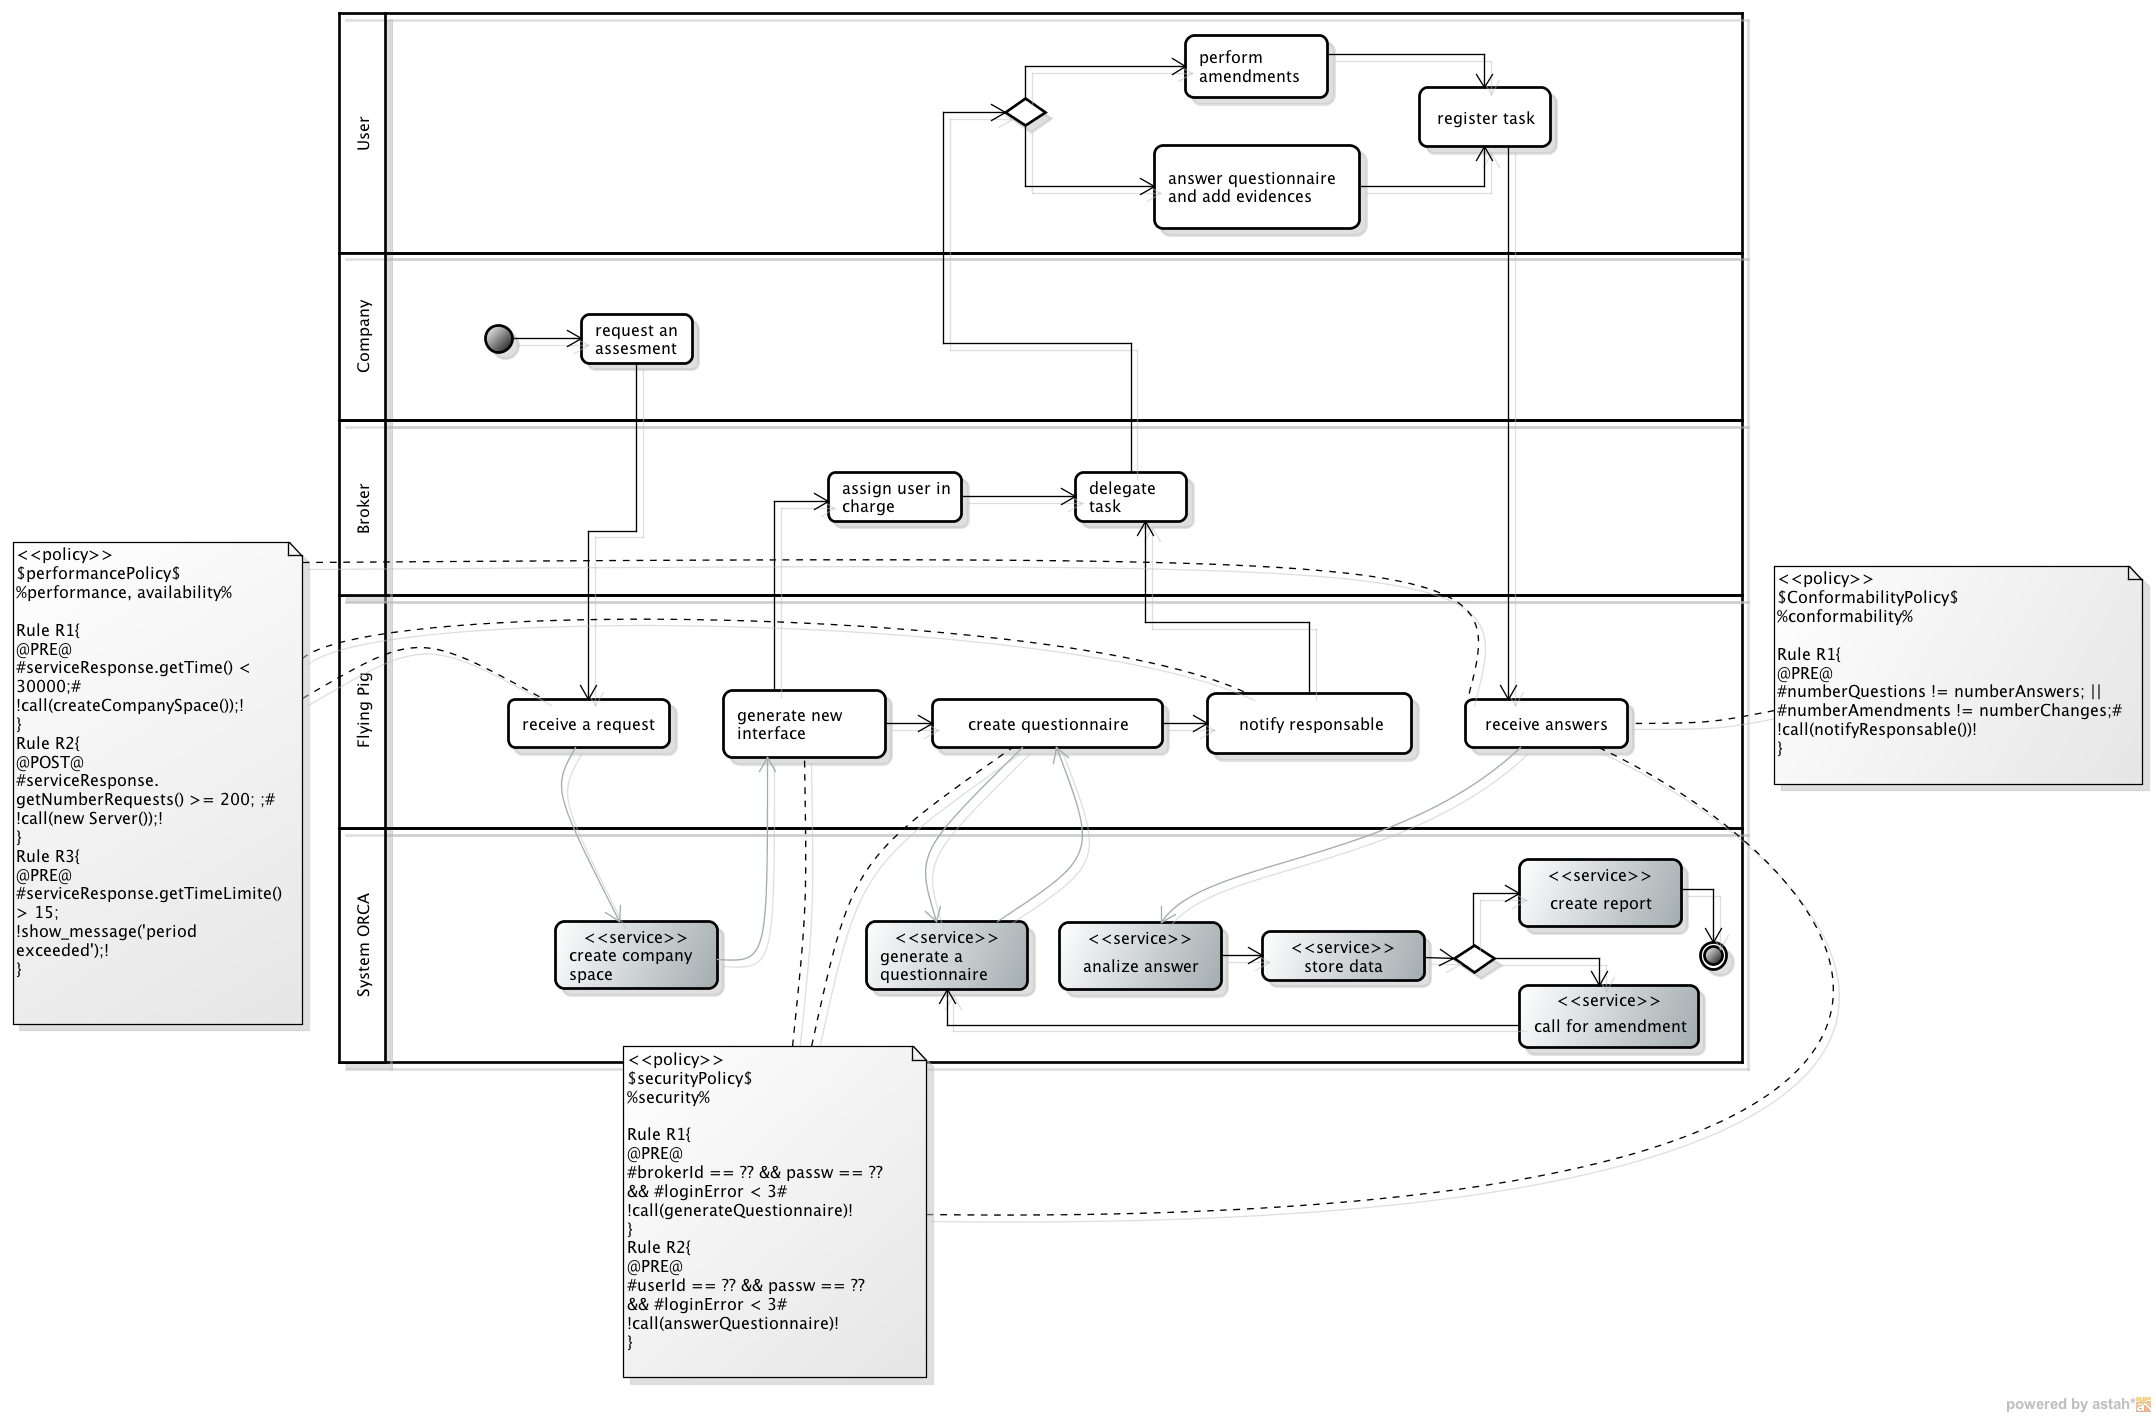 User
perform
amendments
register task
answer questionnaire
and add evidences
Company
request an
assesment
Broker
assign user in
charge
delegate
task
<<policy>>
$performancePolicy$
%performance, availability%
Rule R1{
@PRE@
#serviceResponse.getTime() <
30000;#
!call(createCompanySpace());!
}
Rule R2{
@POST@
#serviceResponse.
getNumberRequests() >= 200; ;#
!call(new Server());!
}
Rule R3{
@PRE@
#serviceResponse.getTimeLimite()
> 15;
!show_message('period
exceeded');!
}
<<policy>>
$ConformabilityPolicy$
%conformability%
Rule R1{
@PRE@
#numberQuestions != numberAnswers; ||
#numberAmendments != numberChanges;#
!call(notifyResponsable())!
}
Flying Pig
receive a request
generate new
interface
create questionnaire
notify responsable
receive answers
System ORCA
<<service>>
create company
space
<<service>>
generate a
questionnaire
<<service>>
analize answer
<<service>>
store data
<<service>>
create report
<<service>>
call for amendment
<<policy>>
$securityPolicy$
%security%
Rule R1{
@PRE@
#brokerId == ?? && passw == ??
&& #loginError < 3#
!call(generateQuestionnaire)!
}
Rule R2{
@PRE@
#userId == ?? && passw == ??
&& #loginError < 3#
!call(answerQuestionnaire)!
}
powered by astah*